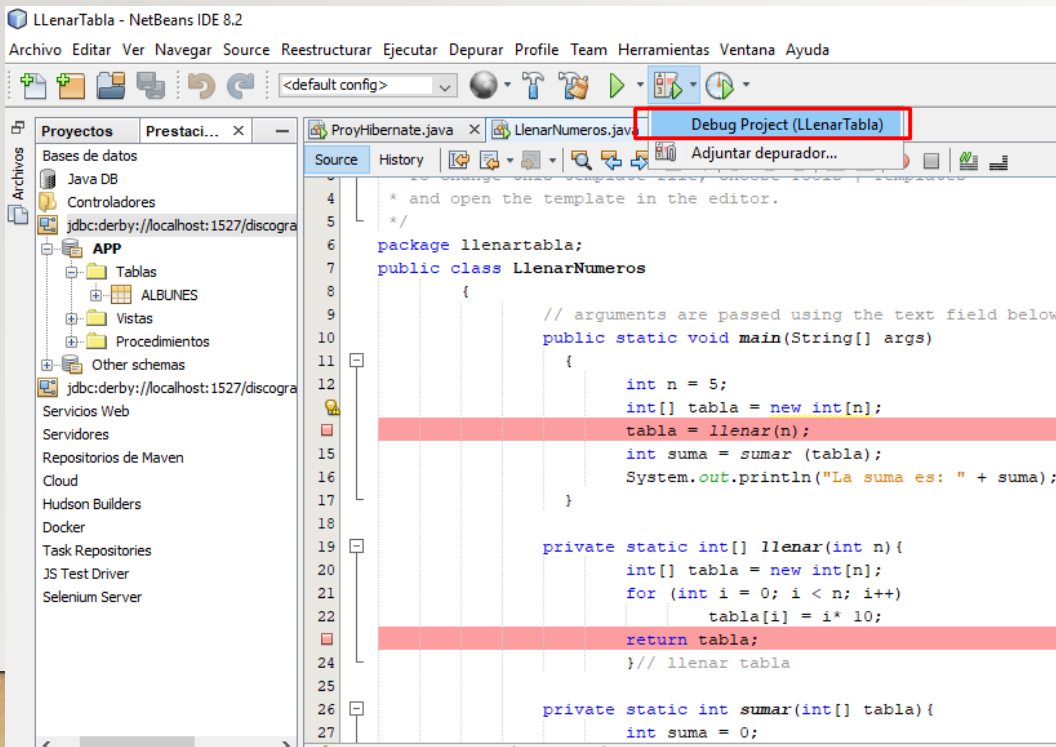 LLenarTabla - NetBeans IDE 8.2
Archivo Editar Ver Navegar Source Reestructurar Ejecutar Depurar Profile Team Herramientas Ventana Ayuda
<default config>
Debug Project (LLenarTabla)
Adjuntar depurador...
Archivos
Proyectos
Prestaci...
ProyHibernate.java
LlenarNumeros.java
Source
History
Bases de datos
Java DB
Controladores
jdbc:derby://localhost:1527/discogra
APP
Tablas
ALBUNES
Vistas
Procedimientos
Other schemas
jdbc:derby://localhost:1527/discogra
Servicios Web
Servidores
Repositorios de Maven
Cloud
Hudson Builders
Docker
Task Repositories
JS Test Driver
Selenium Server
* To change this template file, choose Tools | Templates
4 * and open the template in the editor.
5 */
6 package llenartabla;
7 public class LlenarNumeros
8 {
9 // arguments are passed using the text field below
10 public static void main(String[] args)
11 {
12 int n = 5;
int[] tabla = new int[n];
tabla = llenar(n);
15 int suma = sumar (tabla);
16 System.out.println("La suma es: " + suma);
17 }
18
19 private static int[] llenar(int n){
20 int[] tabla = new int[n];
21 for (int i = 0; i < n; i++)
22 tabla[i] = i* 10;
return tabla;
24 }// llenar tabla
25
26 private static int sumar(int[] tabla){
27 int suma = 0;